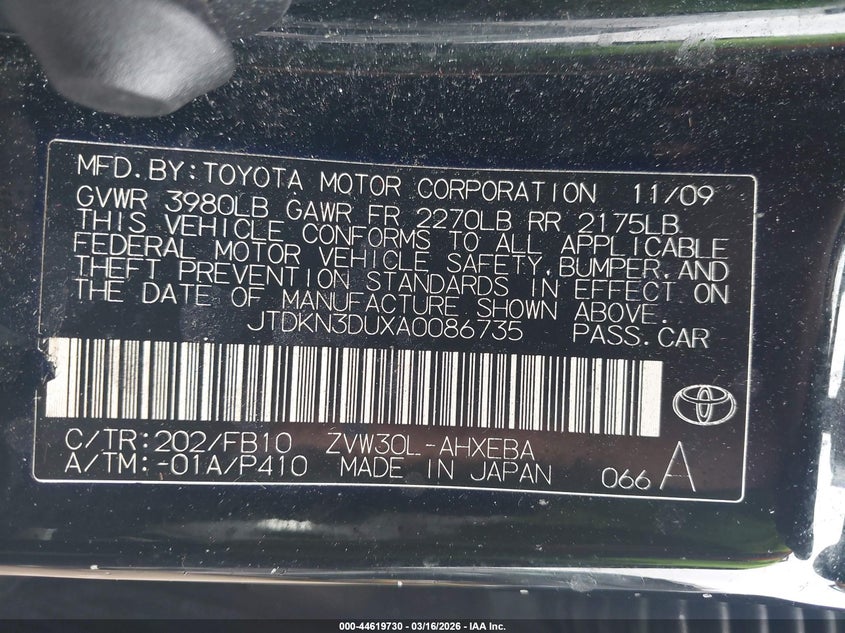 MFD.BY:TOYOTA MOTOR CORPORATION 11/09
GVWR 3980LB GAWR FR 2270LB RR 2175LB
THIS VEHICLE CONFORMS TO ALL APPLICABLE
FEDERAL MOTOR VEHICLE SAFETY,BUMPER,AND
THEFT PREVENTION STANDARDS IN EFFECT ON
THE DATE OF MANUFACTURE SHOWN ABOVE.
JTDKN3DUXA0086735 PASS.CAR
C/TR:202/FB10 ZVW30L-AHXEBA
A/TM:-01A/P410 MADE IN JAPAN 066 A
000-44619730 - 03/16/2026 - IAA Inc.